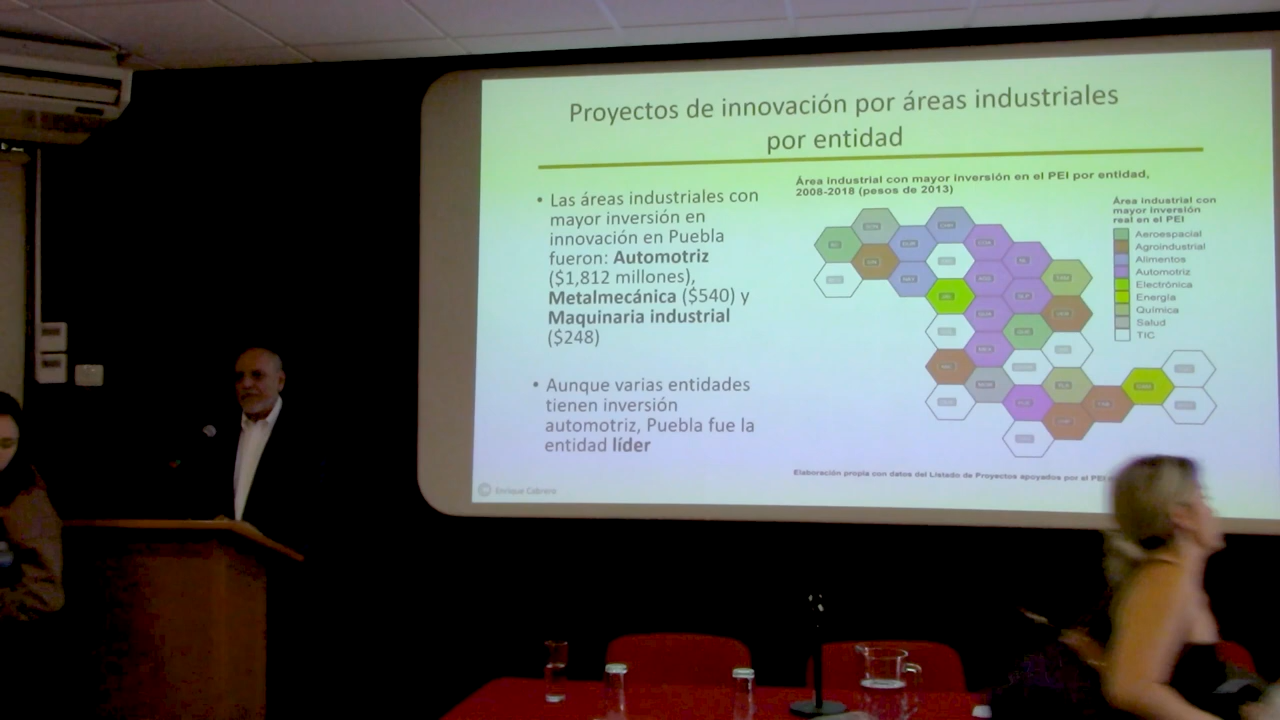 Proyectos de innovación por áreas industriales
por entidad
• Las áreas industriales con
mayor inversión en
innovación en Puebla
fueron: Automotriz
($1,812 millones),
Metalmecánica ($540) y
Maquinaria industrial
($248)
• Aunque varias entidades
tienen inversión
automotriz, Puebla fue la
entidad líder
Área industrial con mayor inversión en el PEI por entidad,
2008-2018 (pesos de 2013)
Área industrial con
mayor inversión
real en el PEI
Aeroespacial
Agroindustrial
Alimentos
Automotriz
Electrónica
Energía
Química
Salud
TIC
Elaboración propia con datos del Listado de Proyectos apoyados por el PEI
© Enrique Cabrero